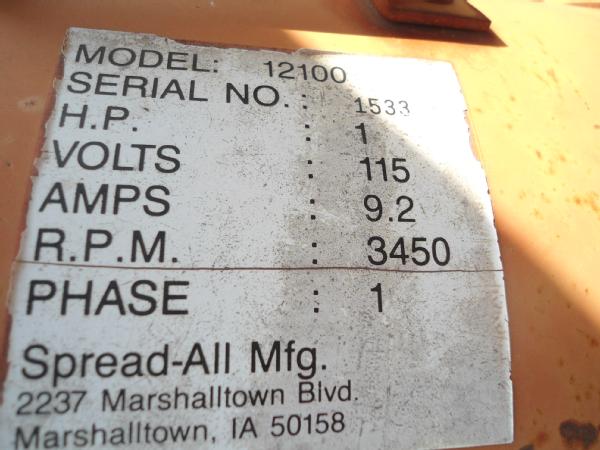 MODEL: 12100
SERIAL NO. : 1533
H.P. : 1
VOLTS : 115
AMPS : 9.2
R.P.M. : 3450
PHASE : 1
Spread-All Mfg.
2237 Marshalltown Blvd.
Marshalltown, IA 50158